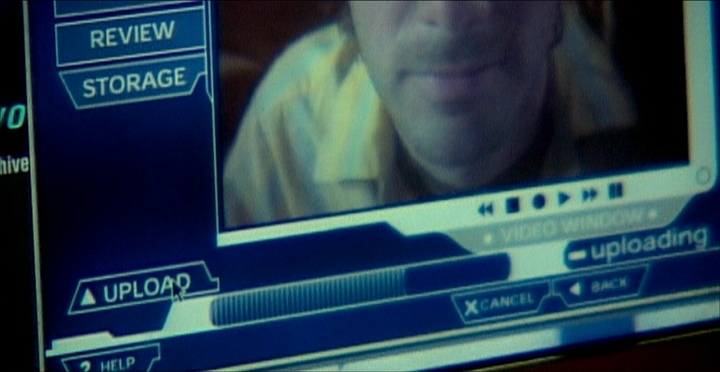 REVIEW
STORAGE
VIDEO WINDOW
uploading
UPLOAD
CANCEL
BACK
? HELP